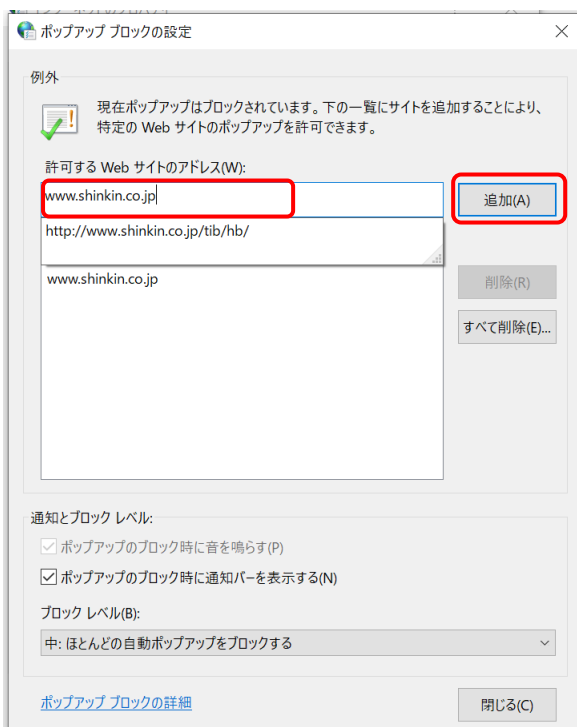 ポップアップ ブロックの設定
例外
現在ポップアップはブロックされています。下の一覧にサイトを追加することにより、
特定の Web サイトのポップアップを許可できます。
許可する Web サイトのアドレス(W):
www.shinkin.co.jp
追加(A)
http://www.shinkin.co.jp/tib/hb/
www.shinkin.co.jp
削除(R)
すべて削除(E)...
通知とブロック レベル:
ポップアップのブロック時に音を鳴らす(P)
ポップアップのブロック時に通知バーを表示する(N)
ブロック レベル(B):
中: ほとんどの自動ポップアップをブロックする
ポップアップ ブロックの詳細
閉じる(C)